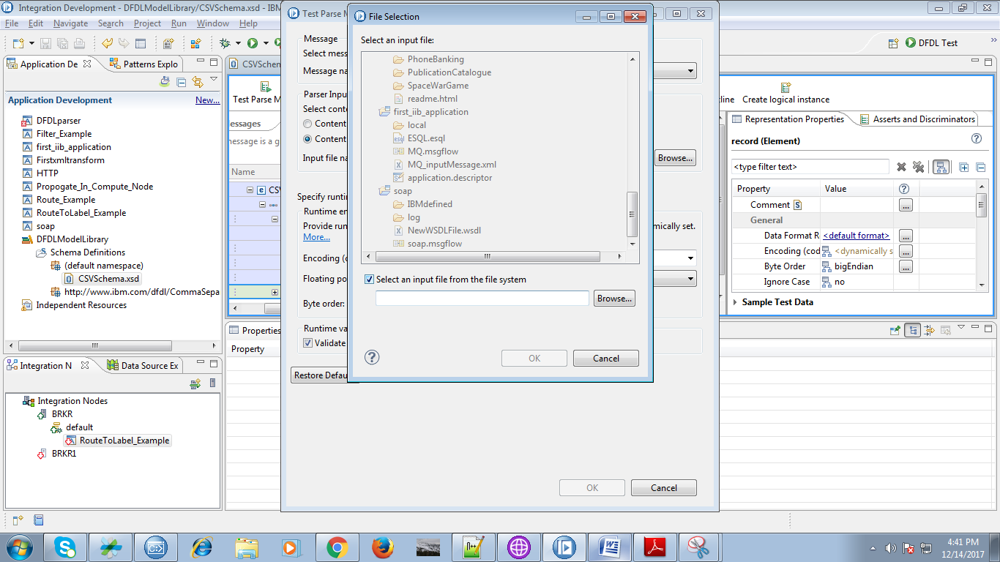 Integration Development - DFDLModelLibrary/CSVSchema.xsd - IBM
File Edit Navigate Search Project Run Window Help
DFDL Test
Application De
Patterns Explo
Application Development
New...
DFDLparser
Filter_Example
first_iib_application
Firstxmltransform
HTTP
Propogate_In_Compute_Node
Route_Example
RouteToLabel_Example
soap
DFDLModelLibrary
Schema Definitions
(default namespace)
CSVSchema.xsd
http://www.ibm.com/dfdl/CommaSepa
Independent Resources
Integration N
Data Source Ex
Integration Nodes
BRKR
default
RouteToLabel_Example
BRKR1
CSVSchem
Test Parse M
essages
nessage is a g
Name
CSV
Properties
Property
Test Parse M
Message
Select mess
Message na
Parser Input
Select conte
Content
Content
Input file na
Browse...
Specify runtim
Runtime en
Provide run
mically set.
More...
Encoding (c
Floating po
Byte order:
Runtime va
Validate
Restore Defau
OK
Cancel
File Selection
Select an input file:
PhoneBanking
PublicationCatalogue
SpaceWarGame
readme.html
first_iib_application
local
ESQL.esql
MQ.msgflow
MQ_inputMessage.xml
application.descriptor
soap
IBMdefined
log
NewWSDLFile.wsdl
soap.msgflow
Select an input file from the file system
Browse...
OK
Cancel
tline
Create logical instance
Representation Properties
Asserts and Discriminators
record (Element)
<type filter text>
Property Value
Comment
General
Data Format R <default format>
Encoding (cod <dynamically s
Byte Order bigEndian
Ignore Case no
Sample Test Data
4:41 PM
12/14/2017